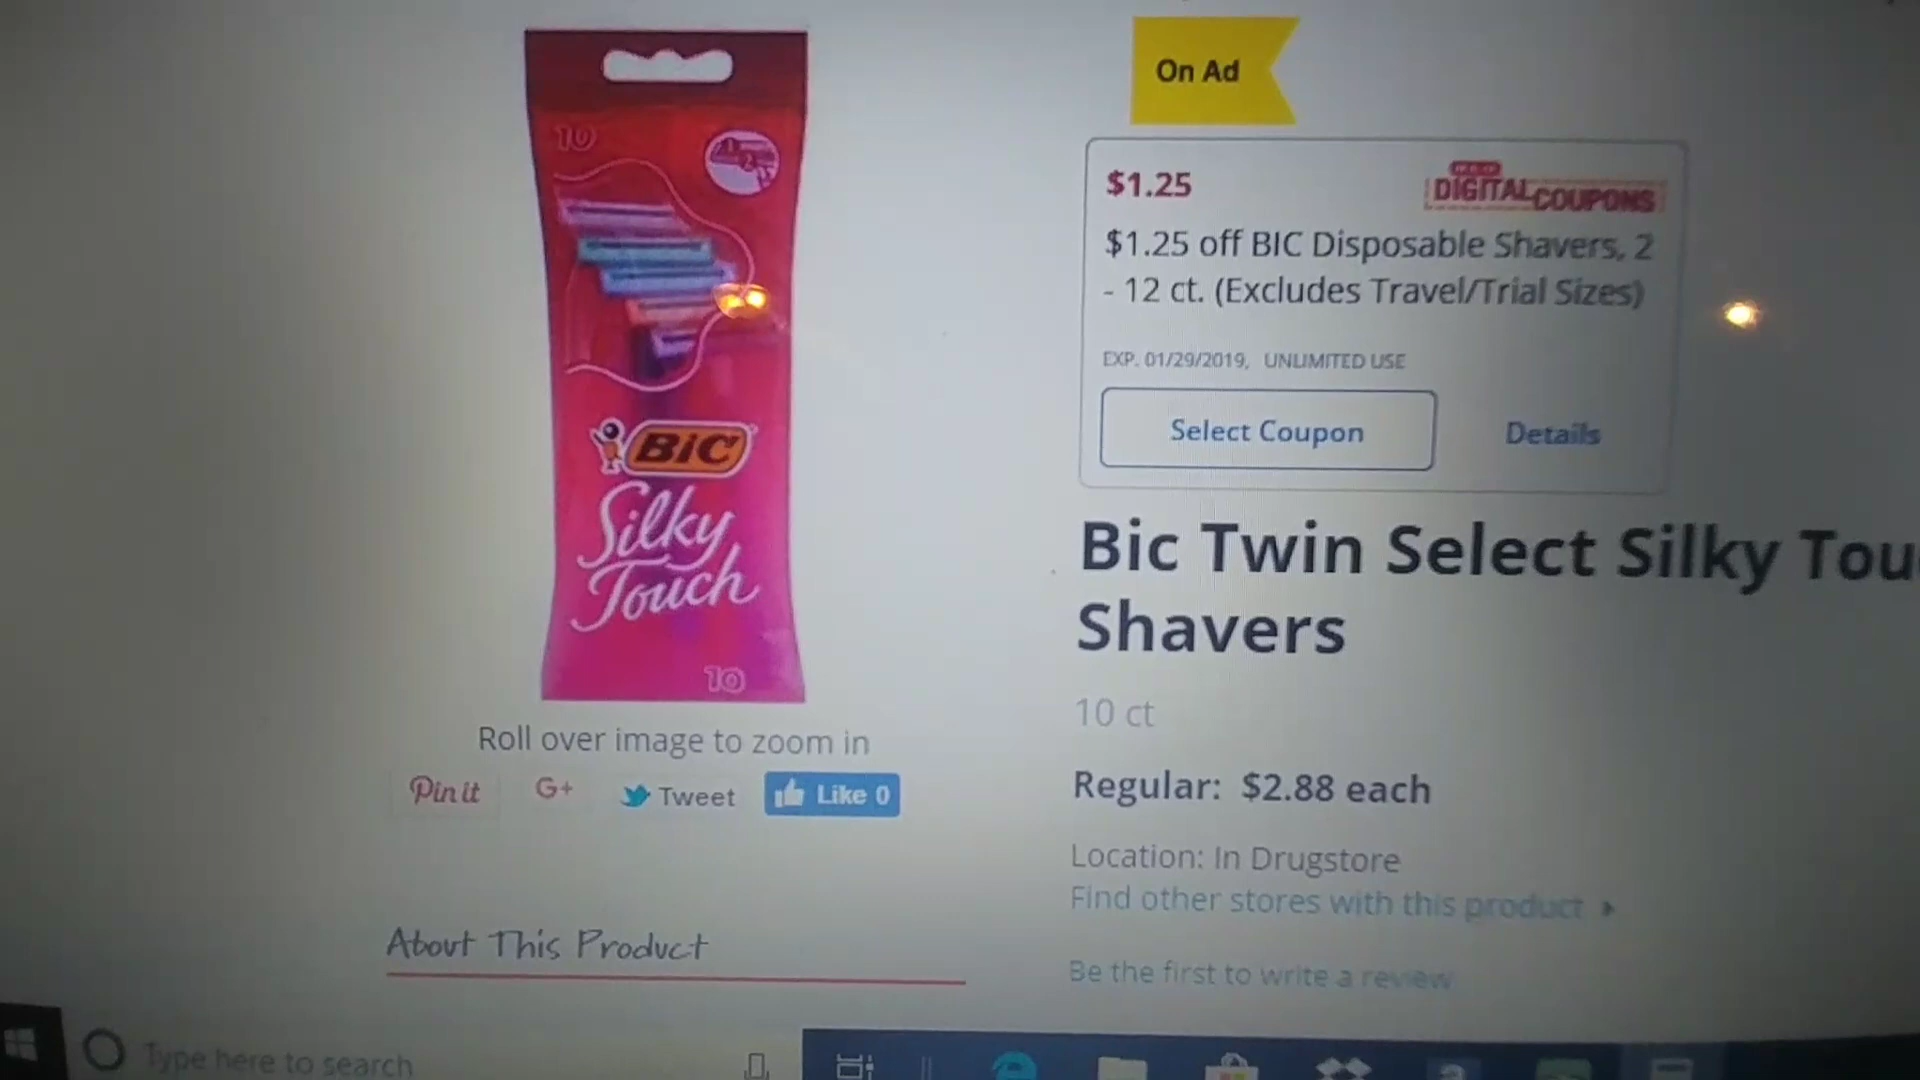 On Ad
10
$1.25
DIGITAL COUPONS
$1.25 off BIC Disposable Shavers, 2
- 12 ct. (Excludes Travel/Trial Sizes)
EXP. 01/29/2019, UNLIMITED USE
Select Coupon
Details
BIC
Silky
Touch
10
Bic Twin Select Silky Tou
Shavers
10 ct
Regular: $2.88 each
Location: In Drugstore
Find other stores with this product
Be the first to write a review
Roll over image to zoom in
Pin it
G+
Tweet
Like 0
About This Product
Type here to search